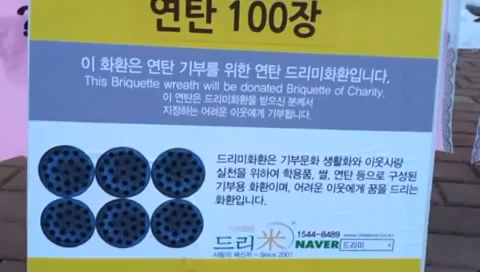 연탄 100장
이 화환은 연탄 기부를 위한 연탄 드리미화환입니다.
This Briquette wreath will be donated Briquette of Charity.
이 연탄은 드리미화환을 받으신 분께서
지정하는 어려운 이웃에게 기부됩니다.
드리미화환은 기부문화 생활화와 이웃사랑
실천을 위하여 학용품, 쌀, 연탄 등으로 구성된
기부용 화환이며, 어려운 이웃에게 꿈을 드리는
화환입니다.
드리米
사랑의 메신저 ~ Since 2007
1544-8489
NAVER 드리미